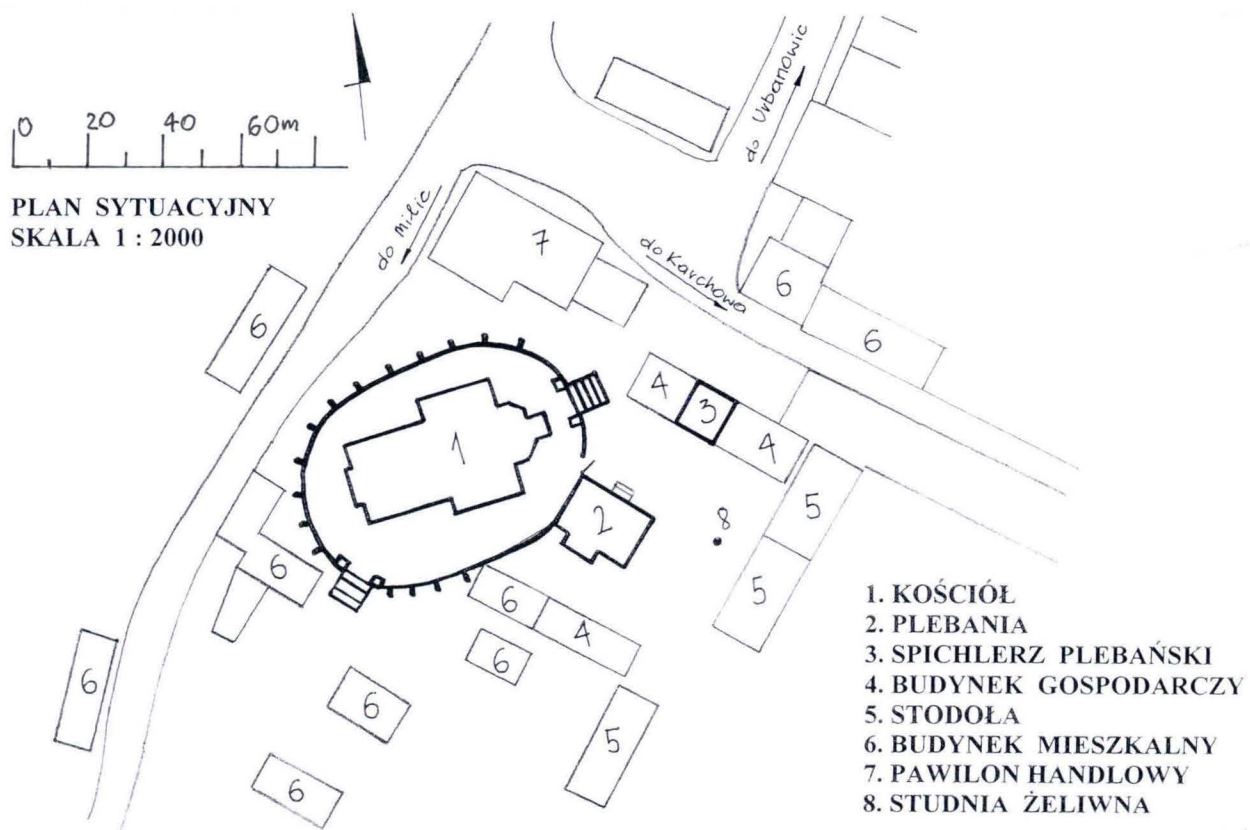 0 20 40 60m
PLAN SYTUACYJNY
SKALA 1 : 2000
do Milic
do Urbanowic
do Karchowa
7
6
6
6
4
3
4
1
2
8
5
5
6
6
4
6
6
6
5
6
1. KOŚCIÓŁ
2. PLEBANIA
3. SPICHLERZ PLEBAŃSKI
4. BUDYNEK GOSPODARCZY
5. STODOŁA
6. BUDYNEK MIESZKALNY
7. PAWILON HANDLOWY
8. STUDNIA ŻELIWNA